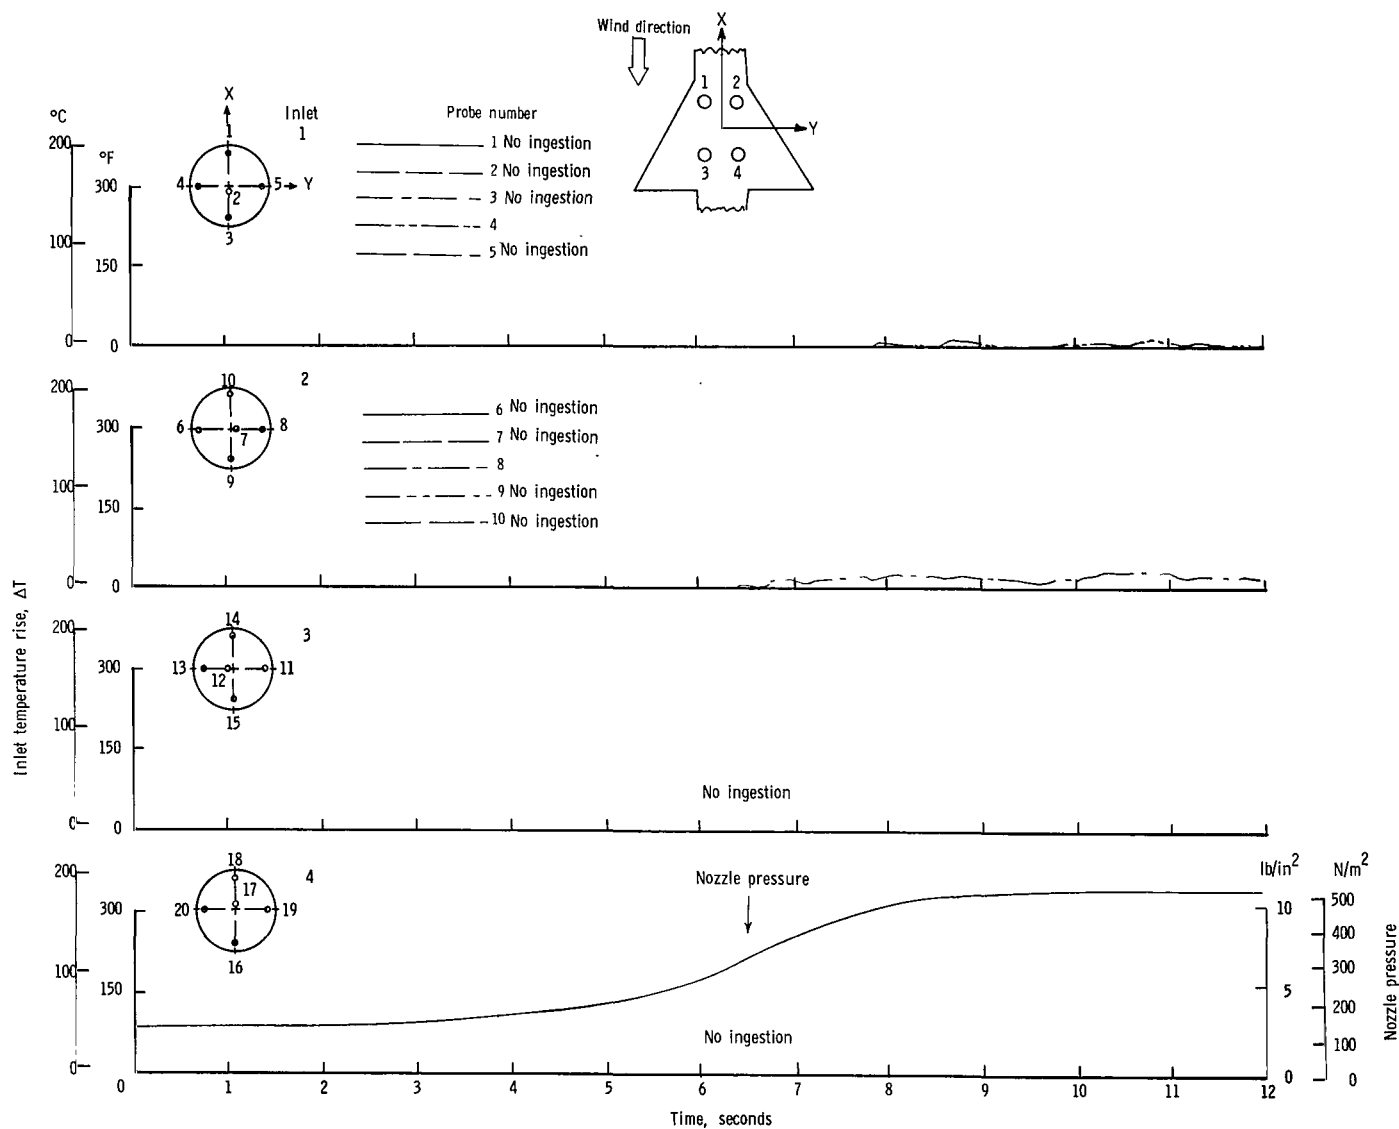 Wind direction
X
Y
1 2
3 4
°C
°F
X
Inlet
1
Probe number
1 No ingestion
2 No ingestion
3 No ingestion
4
5 No ingestion
1
4 5 Y
2
3
200
300
100
150
0
0
2
10
6 8
7
9
6 No ingestion
7 No ingestion
8
9 No ingestion
10 No ingestion
200
300
100
150
0
0
Inlet temperature rise, ΔT
3
14
13 11
12
15
200
300
100
150
0
0
No ingestion
4
18
17
20 19
16
200
300
100
150
0
Nozzle pressure
No ingestion
lb/in²
10
5
0
N/m²
500
400
300
200
100
0
Nozzle pressure
0 1 2 3 4 5 6 7 8 9 10 11 12
Time, seconds